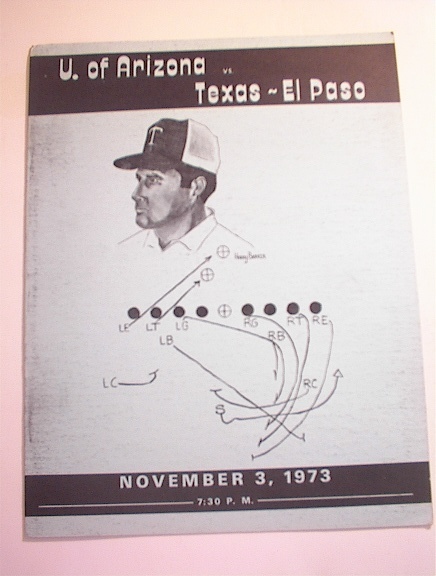 U. of Arizona vs.
Texas ~ El Paso
T
LE LT LG RG RT RE
LB RB
LC RC
S
NOVEMBER 3, 1973
7:30 P. M.